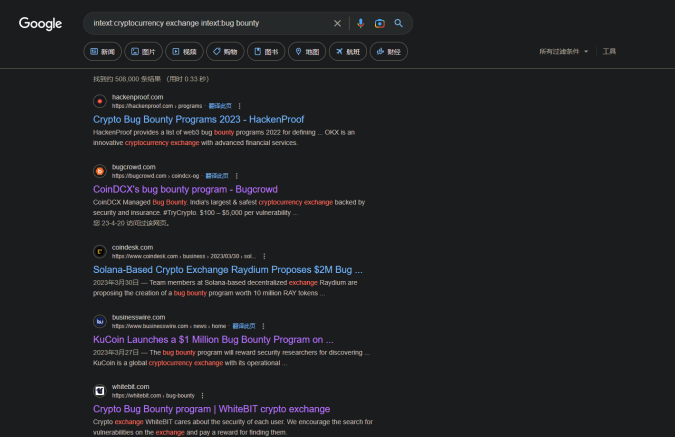 Google
intext:cryptocurrency exchange intext:bug bounty
新闻 图片 视频 购物 图书 地图 航班 财经
所有过滤条件 工具
找到约 508,000 条结果 （用时 0.33 秒）
hackenproof.com
https://hackenproof.com › programs 翻译此页
Crypto Bug Bounty Programs 2023 - HackenProof
HackenProof provides a list of web3 bug bounty programs 2022 for defining ... OKX is an
innovative cryptocurrency exchange with advanced financial services.
bugcrowd.com
https://bugcrowd.com › coindcx-og 翻译此页
CoinDCX's bug bounty program - Bugcrowd
CoinDCX Managed Bug Bounty. India's largest & safest cryptocurrency exchange backed by
security and insurance. #TryCrypto. $100 – $5,000 per vulnerability ...
您 23-4-20 访问过该网页。
coindesk.com
https://www.coindesk.com › business › 2023/03/30 › sol...
Solana-Based Crypto Exchange Raydium Proposes $2M Bug ...
2023年3月30日 — Team members at Solana-based decentralized exchange Raydium are
proposing the creation of a bug bounty program worth 10 million RAY tokens ...
businesswire.com
https://www.businesswire.com › news › home 翻译此页
KuCoin Launches a $1 Million Bug Bounty Program on ...
2023年3月27日 — The bug bounty program will reward security researchers for discovering ...
KuCoin is a global cryptocurrency exchange with its operational ...
whitebit.com
https://whitebit.com › bug-bounty
Crypto Bug Bounty program | WhiteBIT crypto exchange
Crypto exchange WhiteBIT cares about the security of each user. We encourage the search for
vulnerabilities on the exchange and pay a reward for finding them.